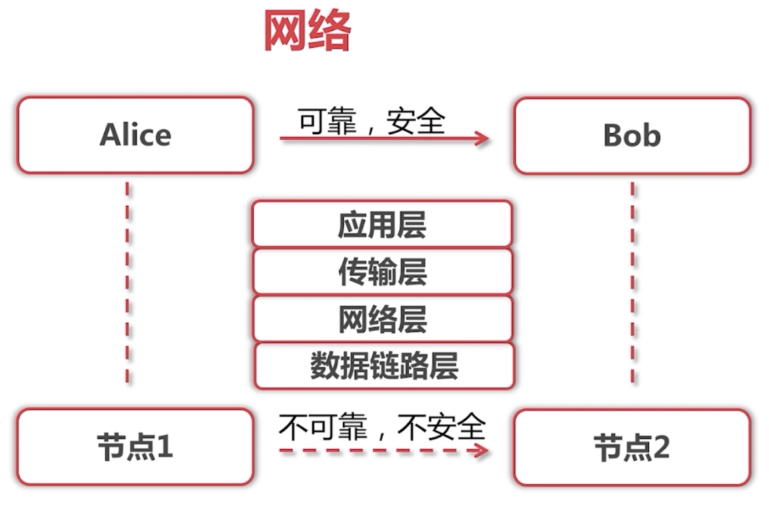 网络
Alice
可靠，安全
Bob
应用层
传输层
网络层
数据链路层
节点1
不可靠，不安全
节点2